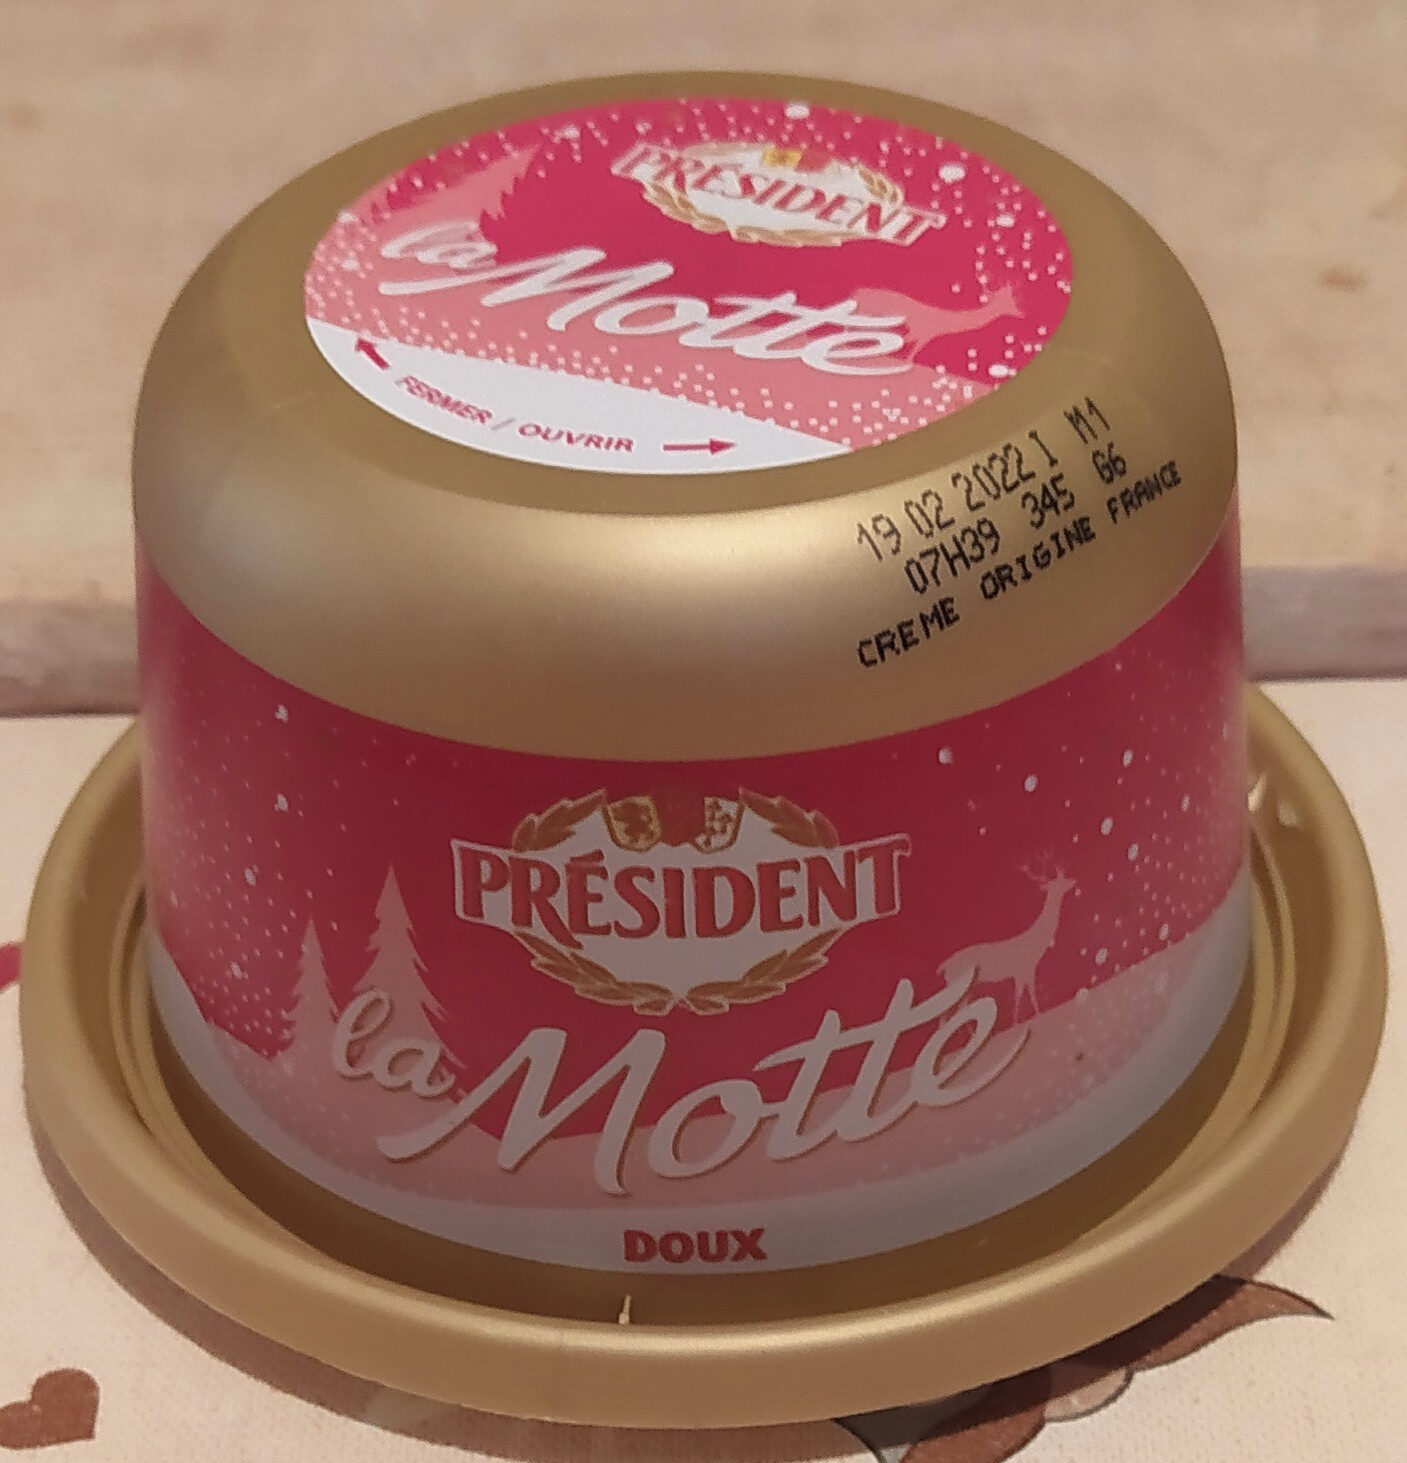 PRÉSIDENT
la Motte
FERMER / OUVRIR
19 02 2022 I M1
07H39 345 G6
CREME ORIGINE FRANCE
PRÉSIDENT
la Motte
DOUX